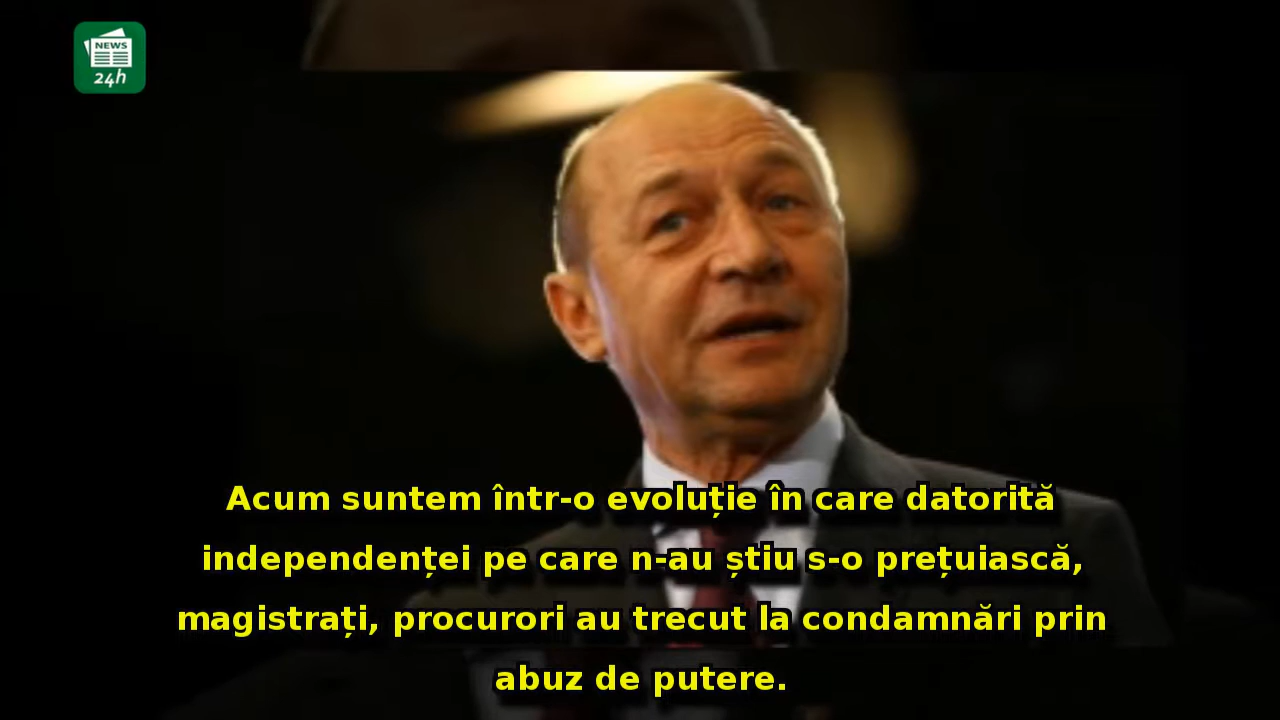 NEWS
24h
Acum suntem într-o evoluție în care datorită
independenței pe care n-au știu s-o prețuiască,
magistrați, procurori au trecut la condamnări prin
abuz de putere.